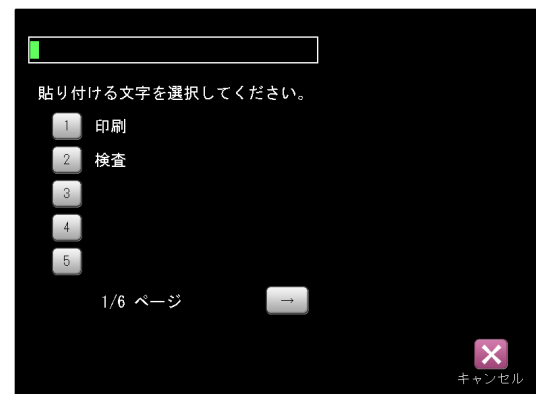 貼り付ける文字を選択してください。
1 印刷
2 検査
3
4
5
1/6 ページ →
キャンセル